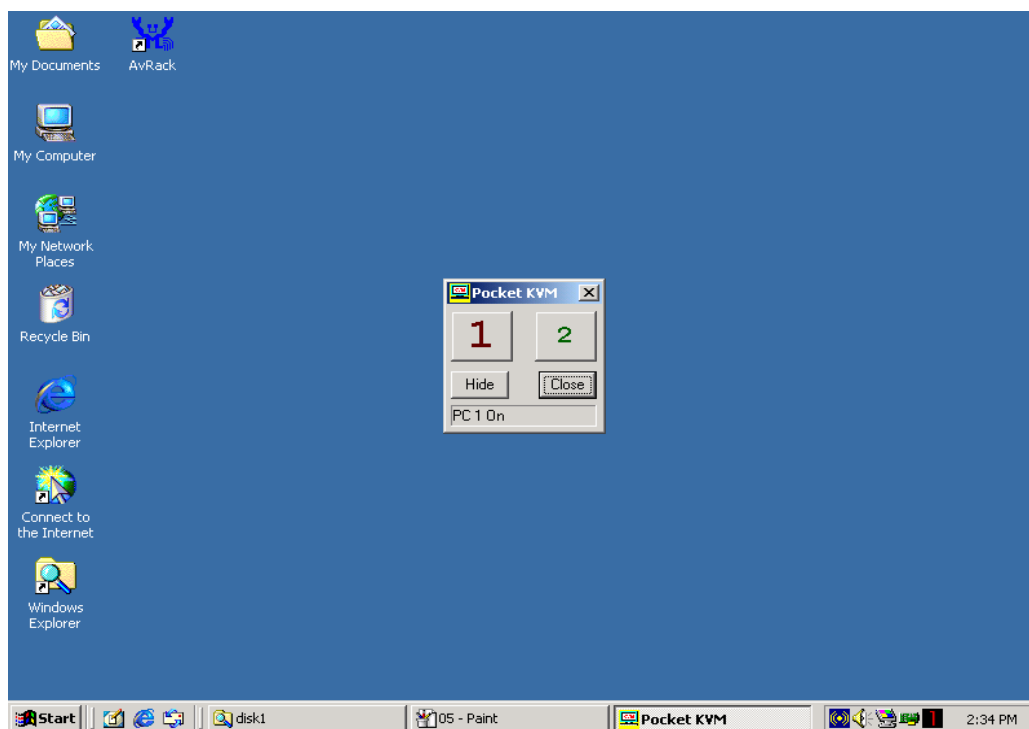 My Documents
AvRack
My Computer
My Network
Places
Recycle Bin
Internet
Explorer
Connect to
the Internet
Windows
Explorer
Pocket KVM
1
2
Hide
Close
PC 1 On
Start
disk1
05 - Paint
Pocket KVM
1
2:34 PM